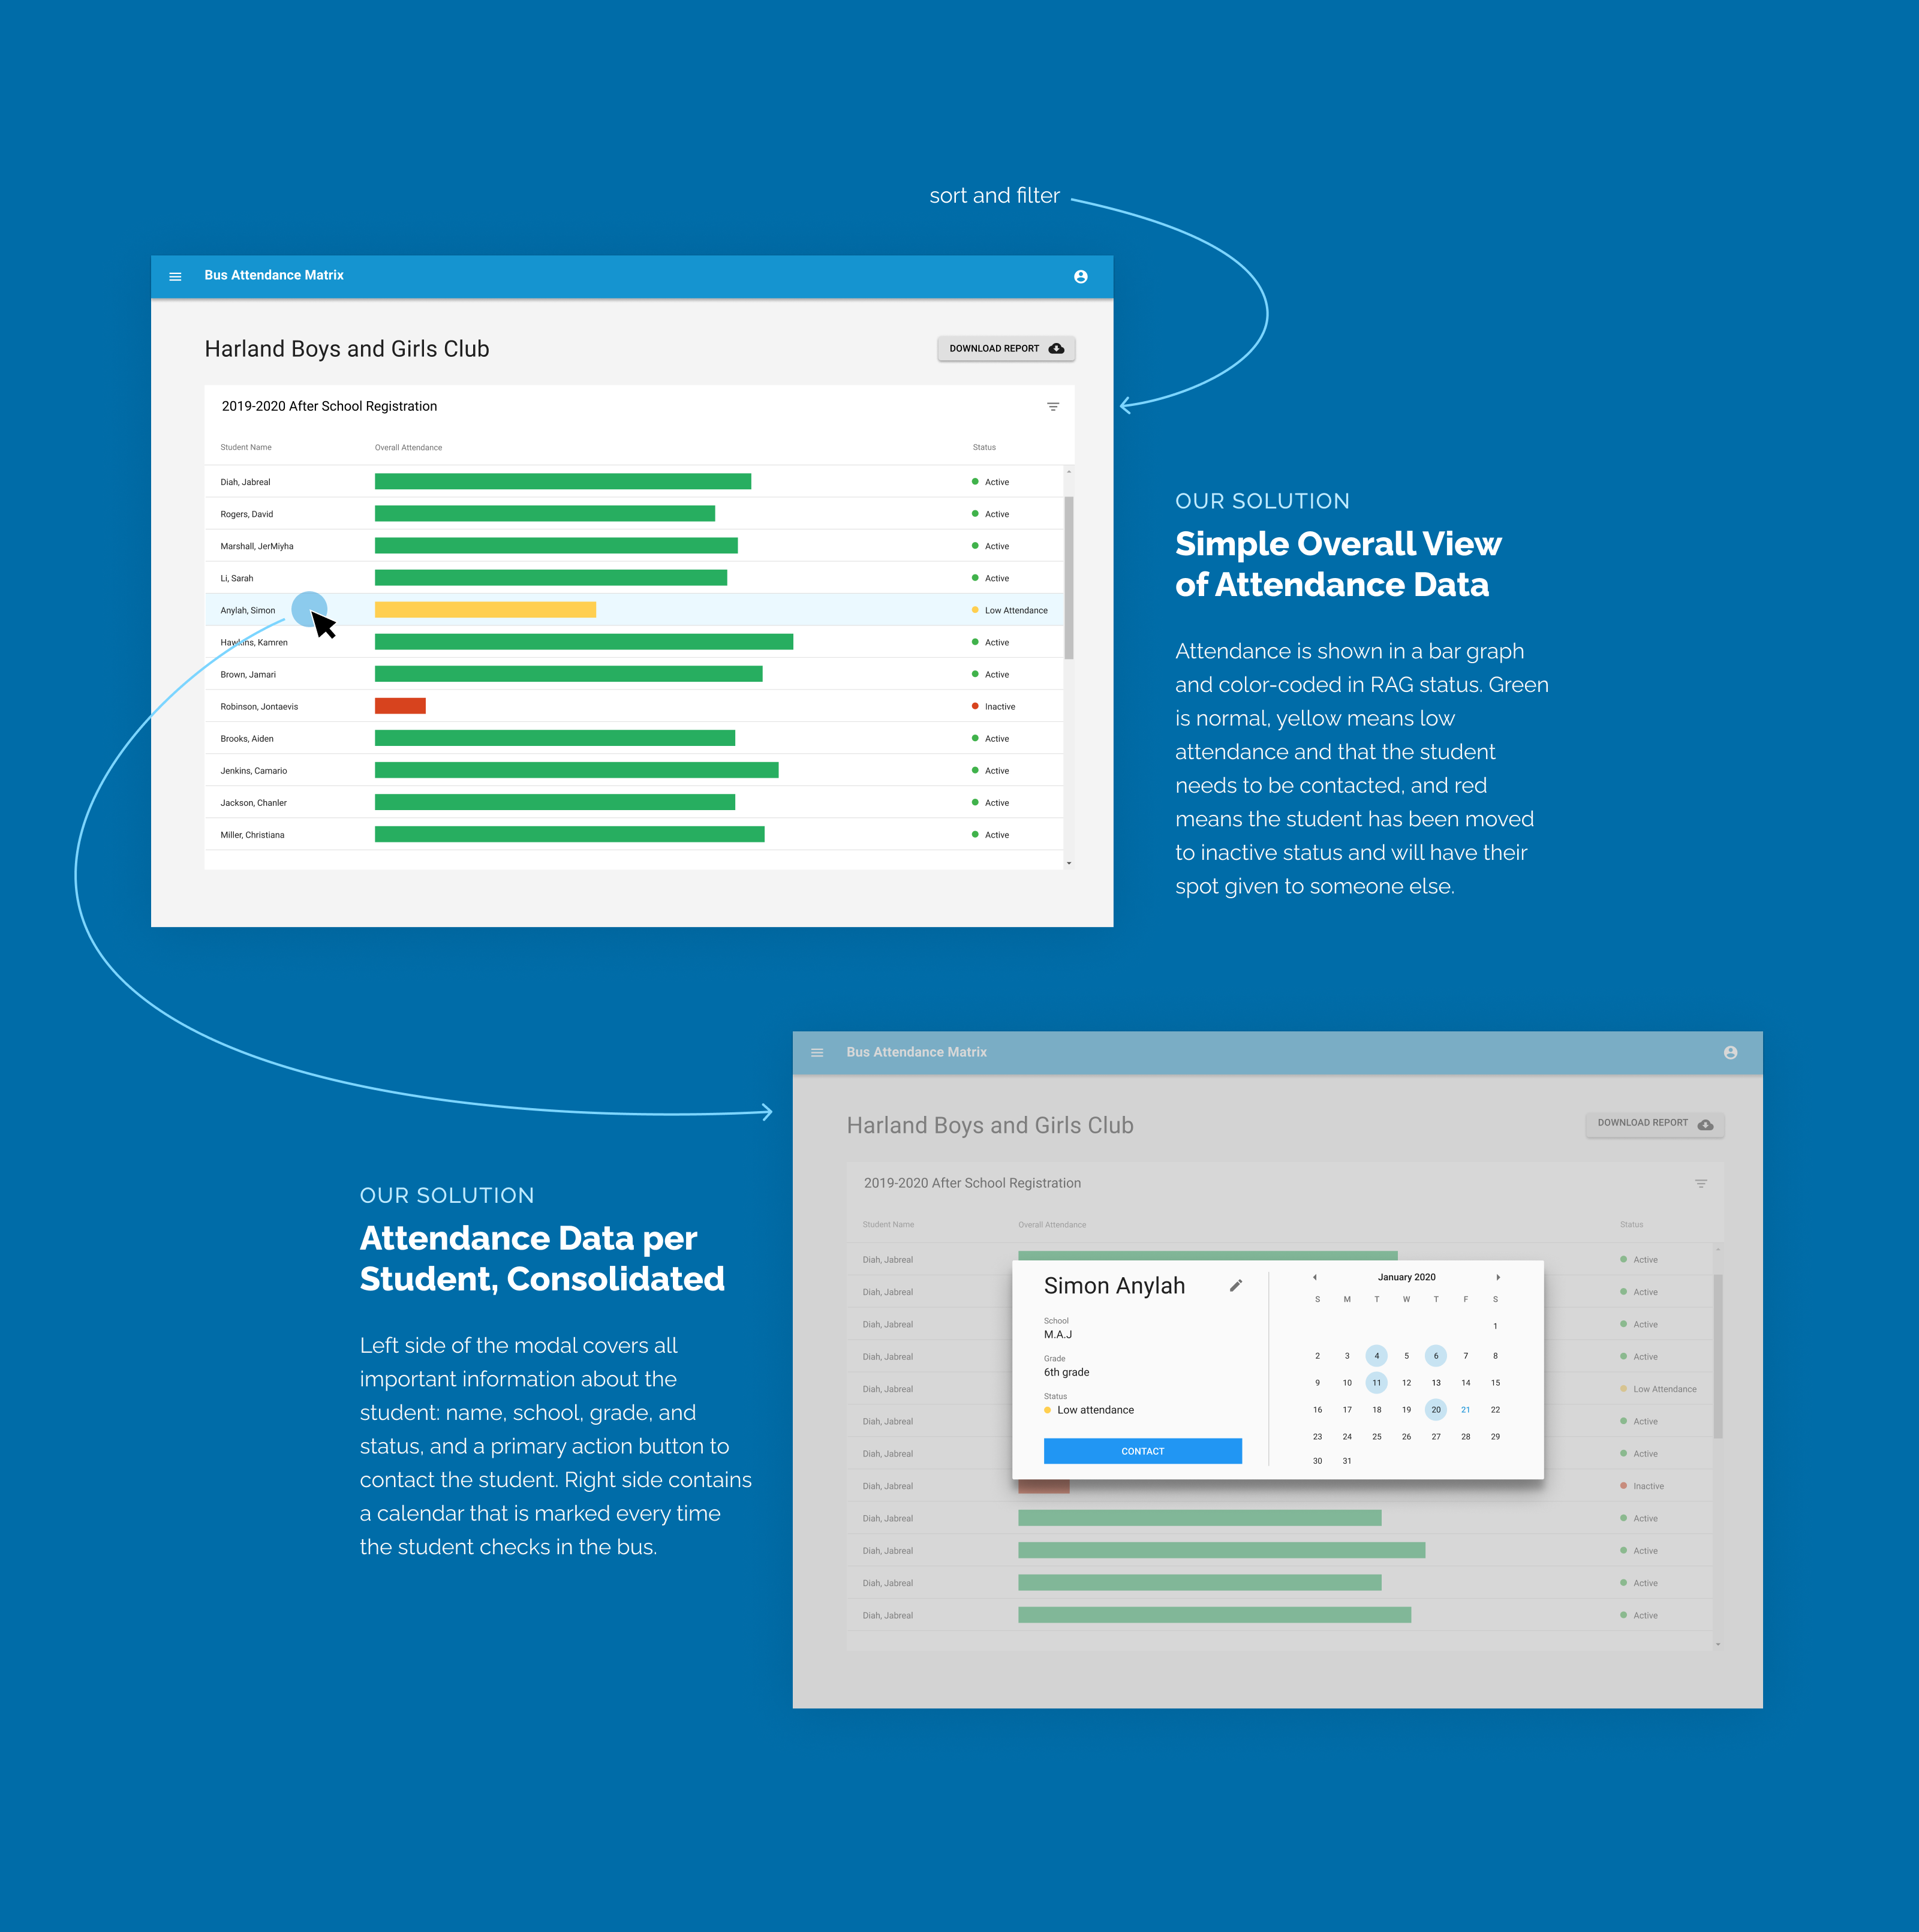 sort and filter
Bus Attendance Matrix
Harland Boys and Girls Club
DOWNLOAD REPORT
2019-2020 After School Registration
Student Name Overall Attendance Status
Diah, Jabreal Active
Rogers, David Active
Marshall, JerMiyha Active
Li, Sarah Active
Anylah, Simon Low Attendance
Hawkins, Kamren Active
Brown, Jamari Active
Robinson, Jontaevis Inactive
Brooks, Aiden Active
Jenkins, Camario Active
Jackson, Chanler Active
Miller, Christiana Active
OUR SOLUTION
Simple Overall View
of Attendance Data
Attendance is shown in a bar graph
and color-coded in RAG status. Green
is normal, yellow means low
attendance and that the student
needs to be contacted, and red
means the student has been moved
to inactive status and will have their
spot given to someone else.
OUR SOLUTION
Attendance Data per
Student, Consolidated
Left side of the modal covers all
important information about the
student: name, school, grade, and
status, and a primary action button to
contact the student. Right side contains
a calendar that is marked every time
the student checks in the bus.
Bus Attendance Matrix
Harland Boys and Girls Club
DOWNLOAD REPORT
2019-2020 After School Registration
Student Name Overall Attendance Status
Diah, Jabreal Active
Diah, Jabreal Active
Diah, Jabreal Active
Diah, Jabreal Active
Diah, Jabreal Low Attendance
Diah, Jabreal Active
Diah, Jabreal Active
Diah, Jabreal Inactive
Diah, Jabreal Active
Diah, Jabreal Active
Diah, Jabreal Active
Diah, Jabreal Active
Simon Anylah
School
M.A.J
Grade
6th grade
Status
Low attendance
CONTACT
January 2020
S M T W T F S
1
2 3 4 5 6 7 8
9 10 11 12 13 14 15
16 17 18 19 20 21 22
23 24 25 26 27 28 29
30 31